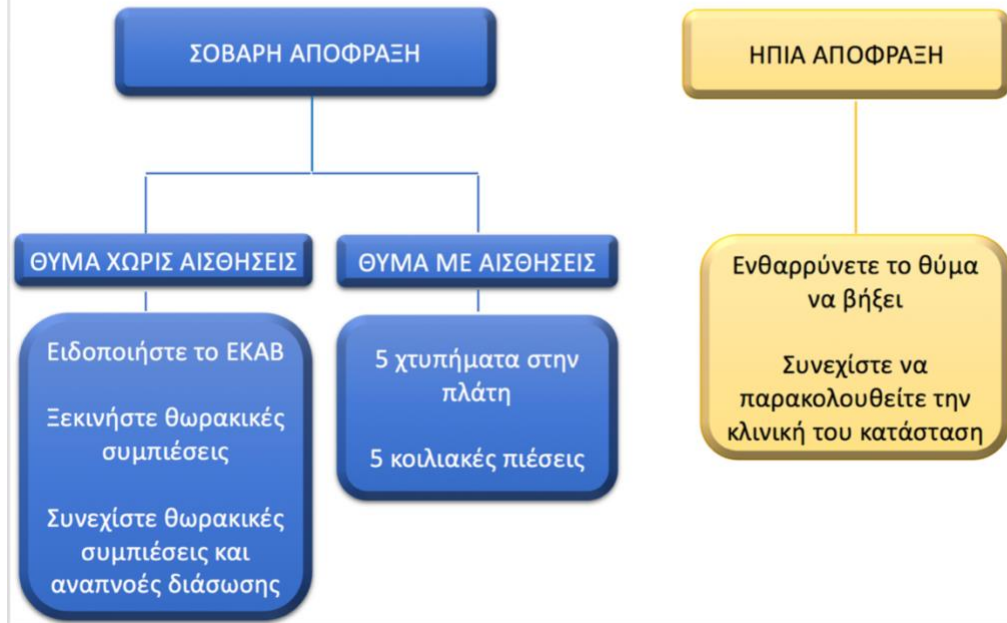 ΣΟΒΑΡΗ ΑΠΟΦΡΑΞΗ
ΘΥΜΑ ΧΩΡΙΣ ΑΙΣΘΗΣΕΙΣ
Ειδοποιήστε το ΕΚΑΒ
Ξεκινήστε θωρακικές
συμπιέσεις
Συνεχίστε θωρακικές
συμπιέσεις και
αναπνοές διάσωσης
ΘΥΜΑ ΜΕ ΑΙΣΘΗΣΕΙΣ
5 χτυπήματα στην
πλάτη
5 κοιλιακές πιέσεις
ΗΠΙΑ ΑΠΟΦΡΑΞΗ
Ενθαρρύνετε το θύμα
να βήξει
Συνεχίστε να
παρακολουθείτε την
κλινική του κατάσταση